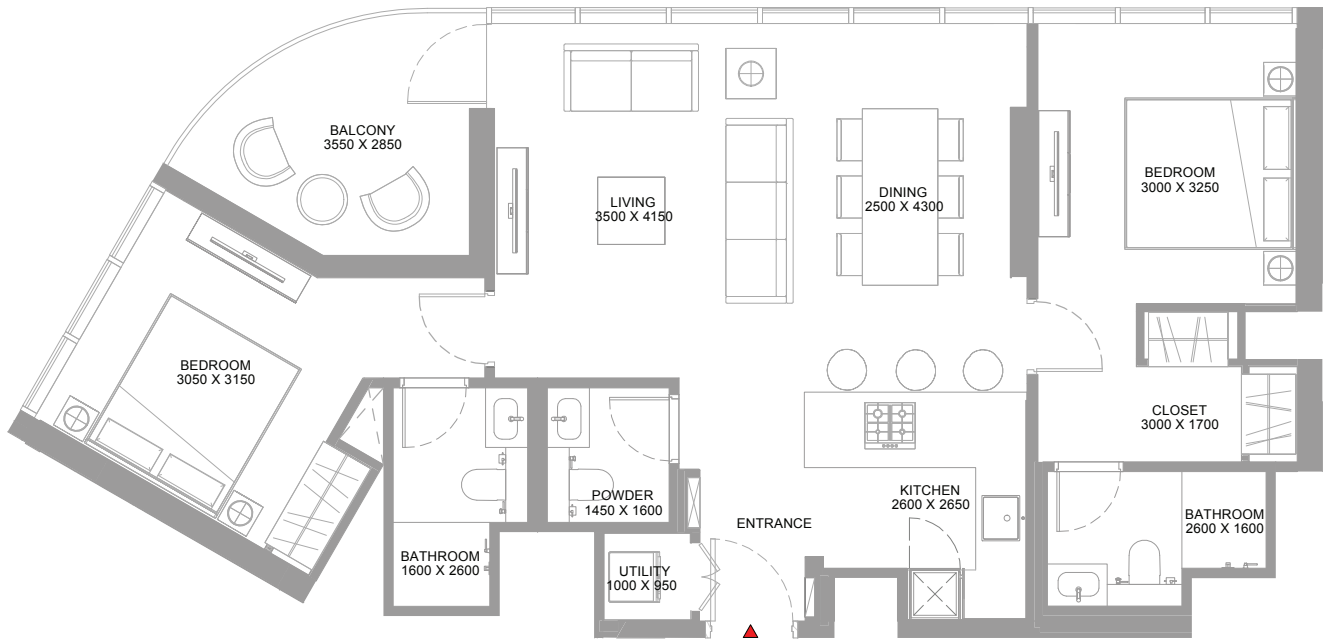 BALCONY
3550 X 2850
LIVING
3500 X 4150
DINING
2500 X 4300
BEDROOM
3000 X 3250
BEDROOM
3050 X 3150
CLOSET
3000 X 1700
KITCHEN
2600 X 2650
POWDER
1450 X 1600
ENTRANCE
BATHROOM
2600 X 1600
BATHROOM
1600 X 2600
UTILITY
1000 X 950